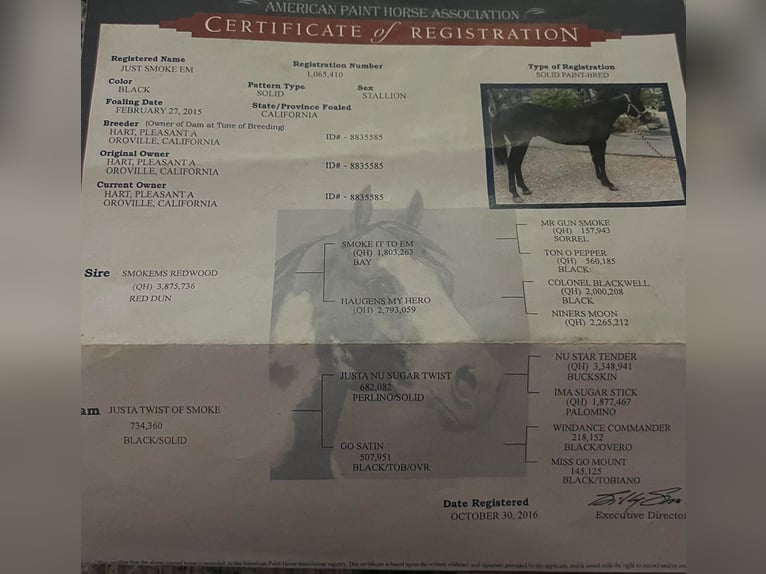 AMERICAN PAINT HORSE ASSOCIATION
CERTIFICATE of REGISTRATION
Registered Name
JUST SMOKE EM
Registration Number
1,065,410
Type of Registration
SOLID PAINT-BRED
Color
BLACK
Pattern Type
SOLID
Sex
STALLION
Foaling Date
FEBRUARY 27, 2015
State/Province Foaled
CALIFORNIA
Breeder (Owner of Dam at Time of Breeding)
HART, PLEASANT A
OROVILLE, CALIFORNIA
ID# - 8835585
Original Owner
HART, PLEASANT A
OROVILLE, CALIFORNIA
ID# - 8835585
Current Owner
HART, PLEASANT A
OROVILLE, CALIFORNIA
ID# - 8835585
Sire
SMOKEMS REDWOOD
(QH) 3,875,736
RED DUN
SMOKE IT TO EM
(QH) 1,803,263
BAY
HAUGENS MY HERO
(QH) 2,793,059
MR GUN SMOKE
(QH) 157,943
SORREL
TON O PEPPER
(QH) 560,185
BLACK
COLONEL BLACKWELL
(QH) 2,000,208
BLACK
NINERS MOON
(QH) 2,265,212
am
JUSTA TWIST OF SMOKE
734,360
BLACK/SOLID
JUSTA NU SUGAR TWIST
682,082
PERLINO/SOLID
GO SATIN
507,951
BLACK/TOB/OVR
NU STAR TENDER
(QH) 3,348,941
BUCKSKIN
IMA SUGAR STICK
(QH) 1,877,467
PALOMINO
WINDANCE COMMANDER
218,152
BLACK/OVERO
MISS GO MOUNT
145,125
BLACK/TOBIANO
Date Registered
OCTOBER 30, 2016
Executive Director